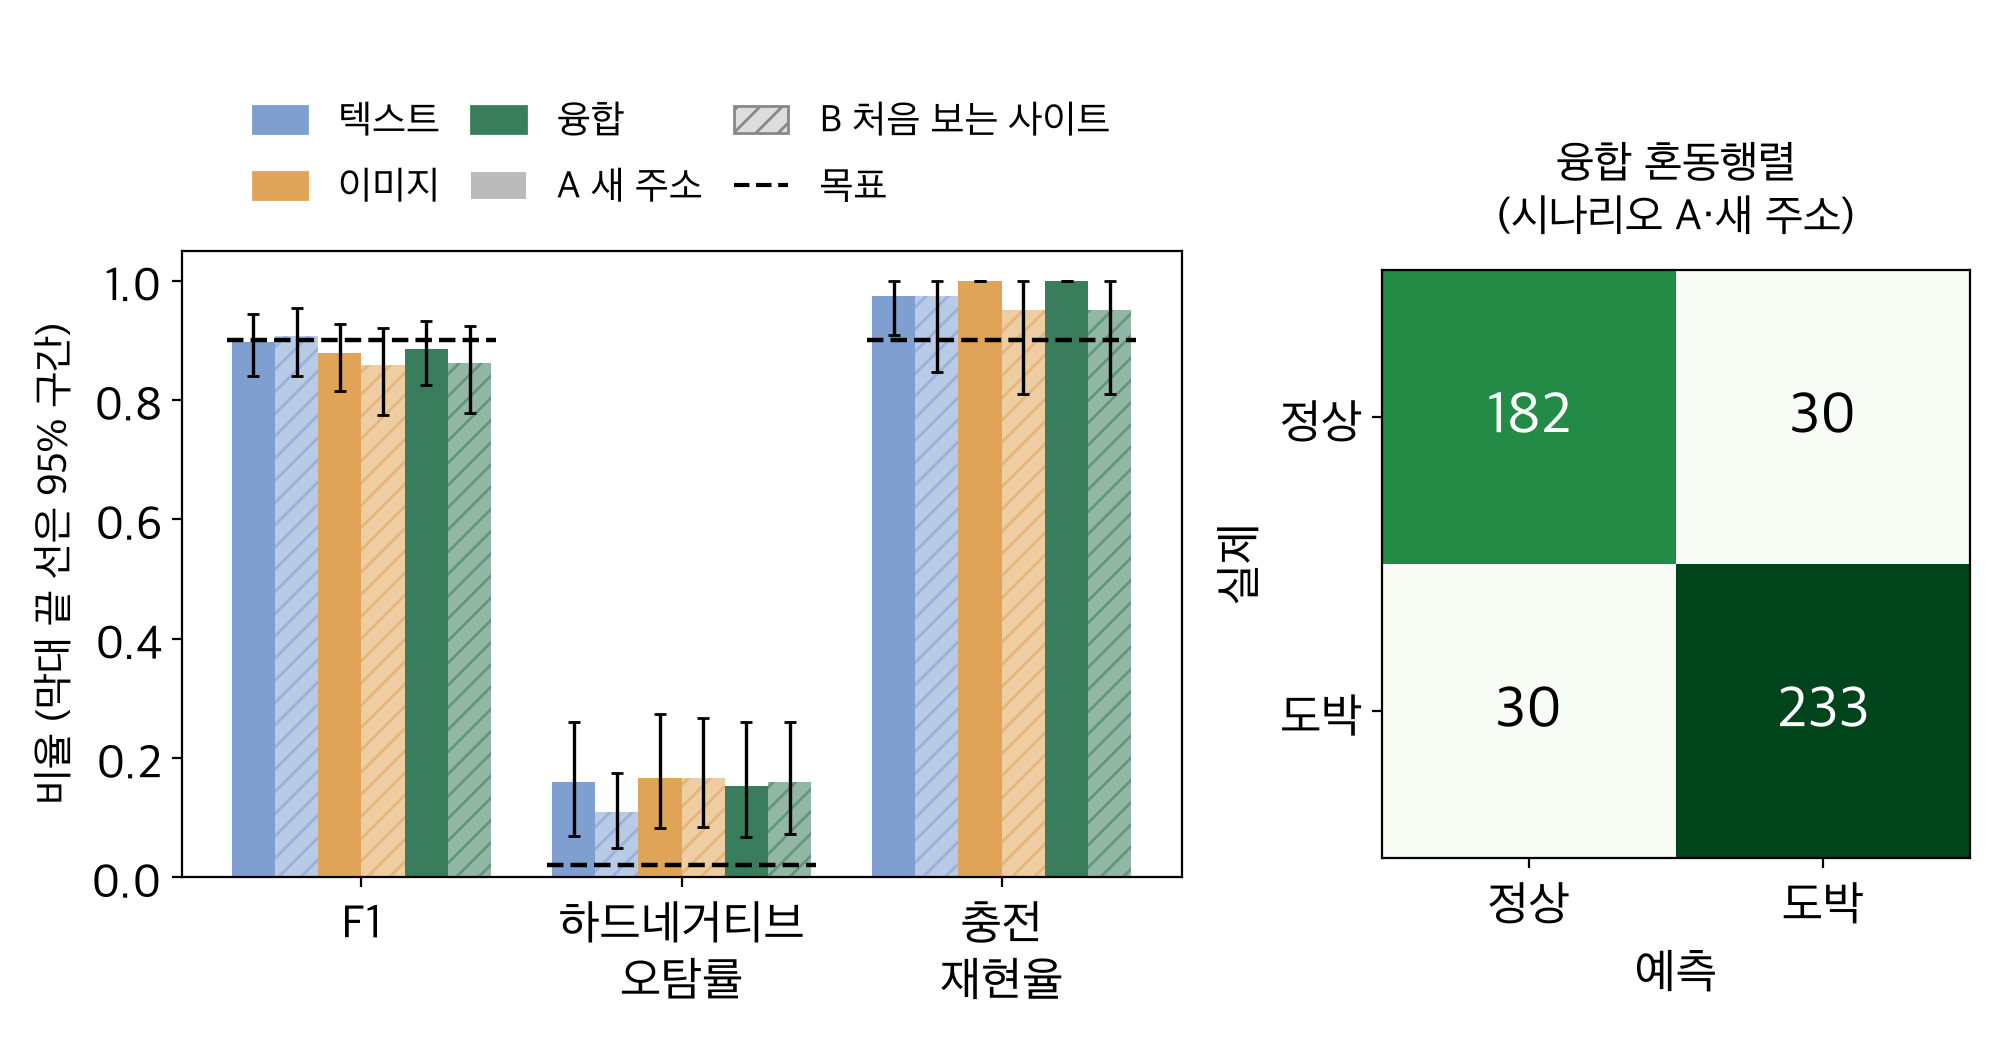 텍스트
이미지
융합
A 새 주소
B 처음 보는 사이트
목표
비율 (막대 끝 선은 95% 구간)
1.0
0.8
0.6
0.4
0.2
0.0
F1
하드네거티브
오탐률
충전
재현율
융합 혼동행렬
(시나리오 A·새 주소)
실제
정상
도박
182
30
30
233
정상
도박
예측